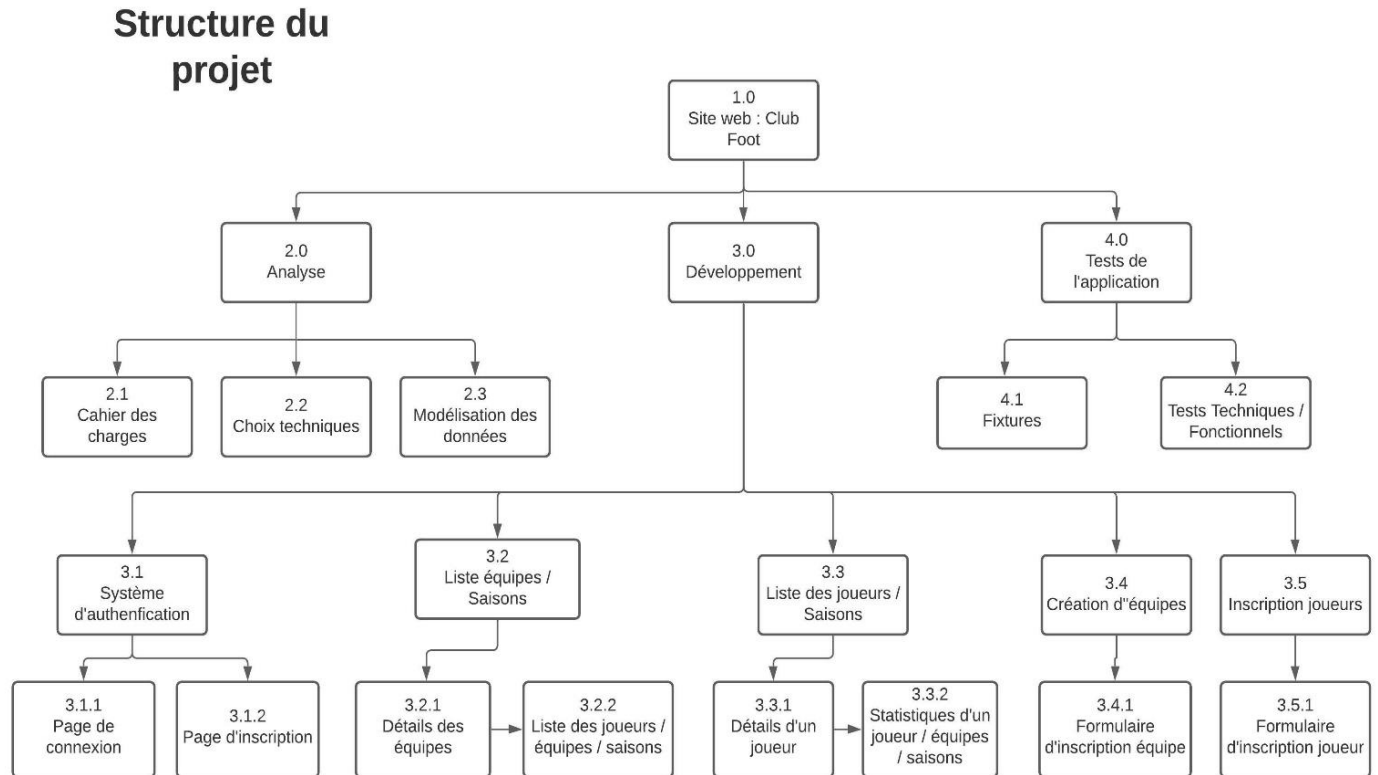 Structure du
projet
1.0
Site web : Club
Foot
2.0
Analyse
3.0
Développement
4.0
Tests de
l'application
2.1
Cahier des
charges
2.2
Choix techniques
2.3
Modélisation des
données
4.1
Fixtures
4.2
Tests Techniques /
Fonctionnels
3.1
Système
d'authenfication
3.2
Liste équipes /
Saisons
3.3
Liste des joueurs /
Saisons
3.4
Création d''équipes
3.5
Inscription joueurs
3.1.1
Page de
connexion
3.1.2
Page d'inscription
3.2.1
Détails des
équipes
3.2.2
Liste des joueurs /
équipes / saisons
3.3.1
Détails d'un
joueur
3.3.2
Statistiques d'un
joueur / équipes
/ saisons
3.4.1
Formulaire
d'inscription équipe
3.5.1
Formulaire
d'inscription joueur